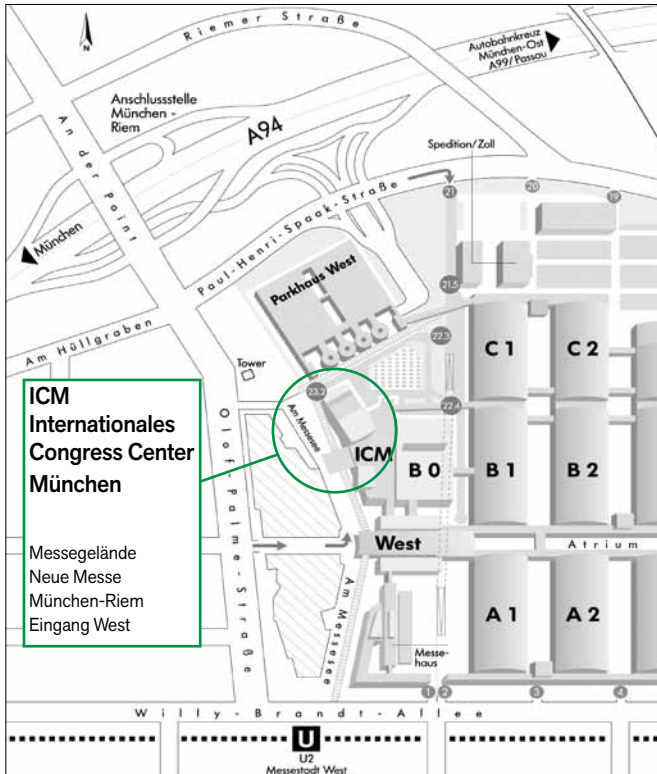 N
Riemer Straße
Autobahnkreuz
München-Ost
A99/Passau
An der Point
Anschlussstelle
München -
Riem
A94
Spedition/Zoll
21
20
19
München
Paul-Henri-Spaak-Straße
Parkhaus West
21.5
Am Hüllgraben
22.3
C 1
C 2
Tower
23.2
22.4
ICM
Internationales
Congress Center
München
Messegelände
Neue Messe
München-Riem
Eingang West
Am Messesee
ICM
B 0
B 1
B 2
Olof-Palme-Straße
West
Atrium
Am Messesee
A 1
A 2
Messe-
haus
1
2
3
4
Willy-Brandt-Allee
U
U2
Messestadt West